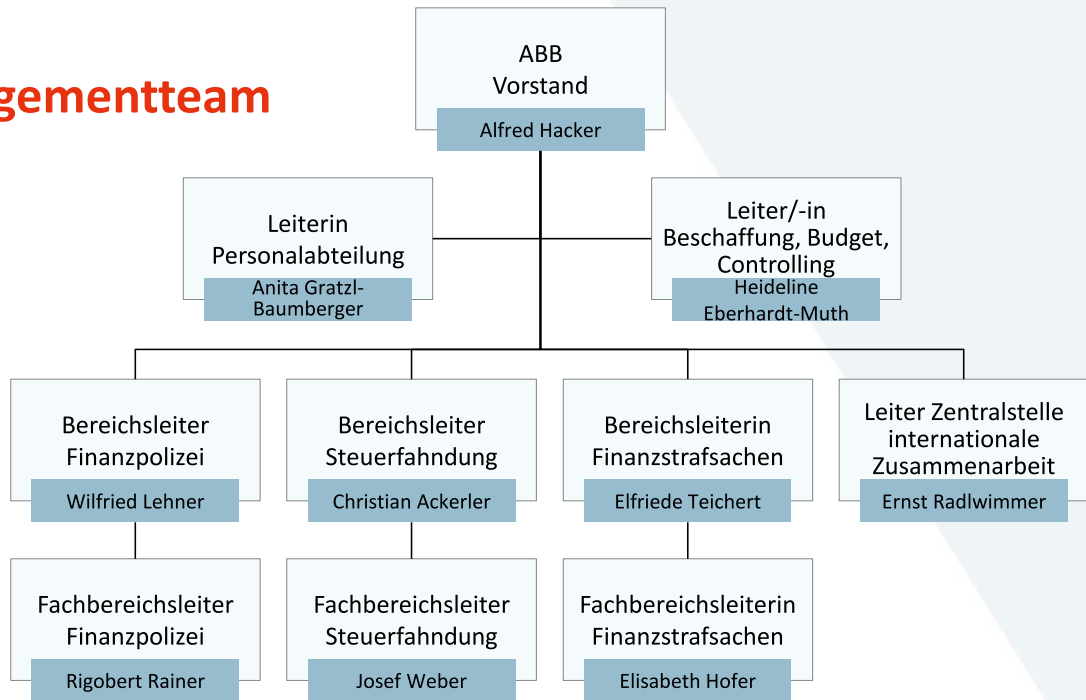 gementteam
ABB
Vorstand
Alfred Hacker
Leiterin
Personalabteilung
Anita Gratzl-
Baumberger
Leiter/-in
Beschaffung, Budget,
Controlling
Heideline
Eberhardt-Muth
Bereichsleiter
Finanzpolizei
Wilfried Lehner
Bereichsleiter
Steuerfahndung
Christian Ackerler
Bereichsleiterin
Finanzstrafsachen
Elfriede Teichert
Leiter Zentralstelle
internationale
Zusammenarbeit
Ernst Radlwimmer
Fachbereichsleiter
Finanzpolizei
Rigobert Rainer
Fachbereichsleiter
Steuerfahndung
Josef Weber
Fachbereichsleiterin
Finanzstrafsachen
Elisabeth Hofer